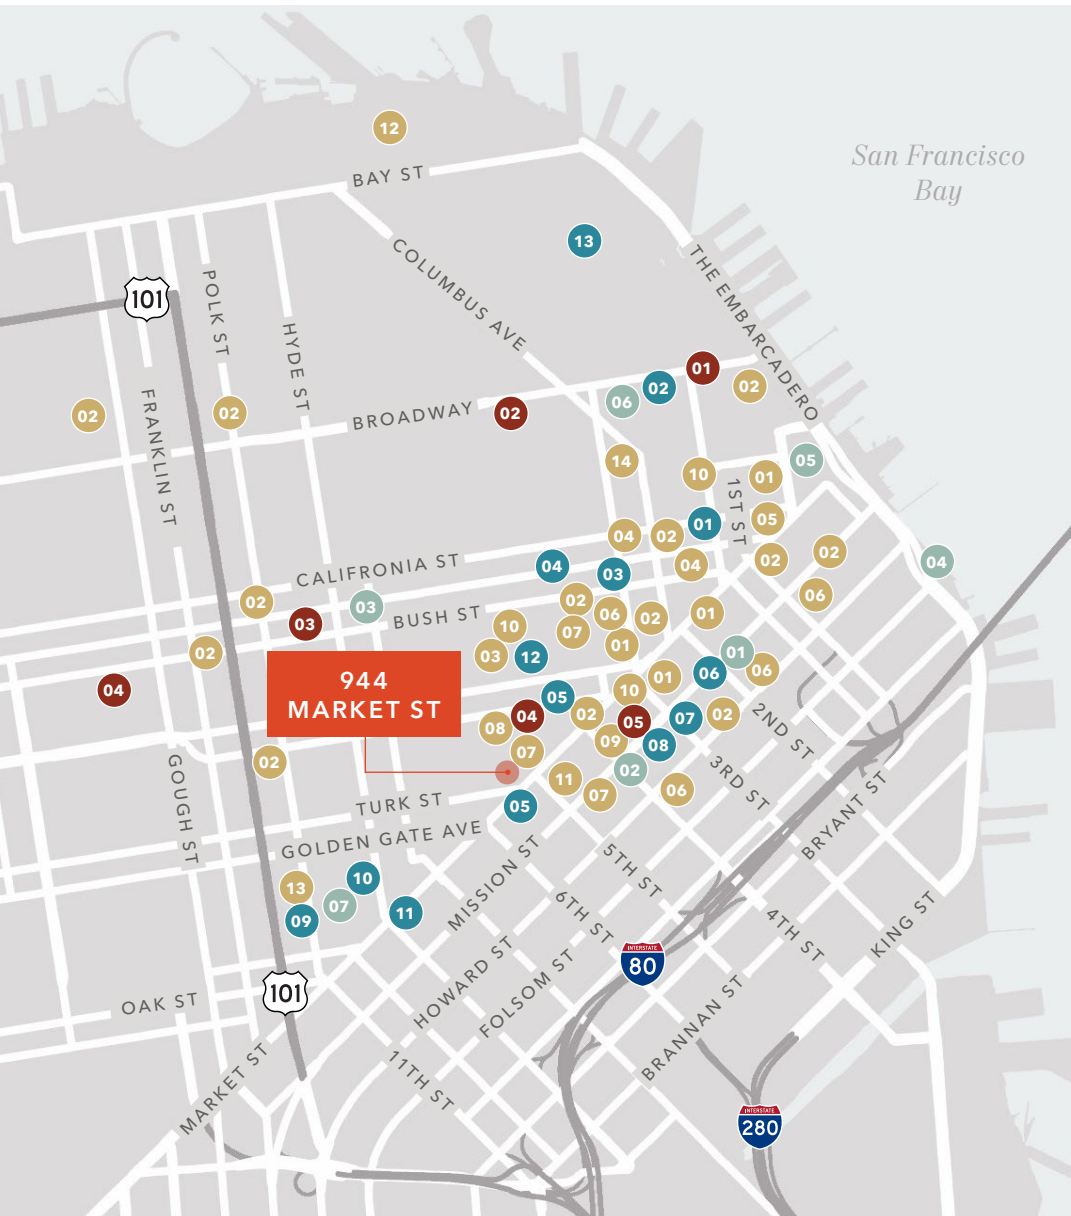 12
San Francisco
Bay
BAY ST
13
COLUMBUS AVE
THE EMBARCADERO
101
POLK ST
HYDE ST
FRANKLIN ST
01
02
02
06
02
02
02
BROADWAY
14
10
01
05
1ST ST
05
01
04
02
04
02
02
04
CALIFRONIA ST
04
03
02
03
02
06
06
01
02
BUSH ST
10
07
03
01
02
03
12
01
06
06
944
MARKET ST
04
01
10
05
02
05
07
02
04
08
2ND ST
09
08
07
02
02
3RD ST
11
07
06
GOUGH ST
TURK ST
05
BRYANT ST
GOLDEN GATE AVE
MISSION ST
5TH ST
13
10
07
09
11
6TH ST
4TH ST
KING ST
INTERSTATE
80
HOWARD ST
FOLSOM ST
101
OAK ST
BRANNAN ST
MARKET ST
11TH ST
INTERSTATE
280